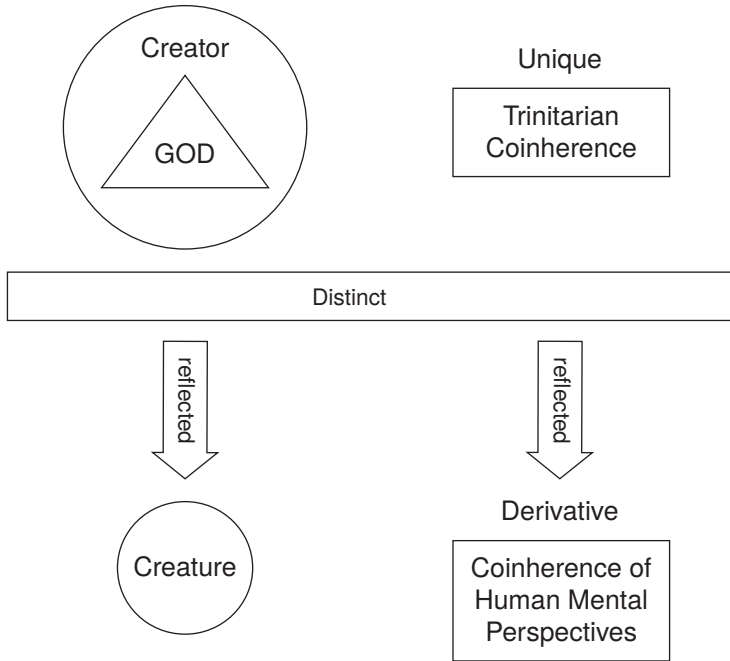 Creator
GOD
Unique
Trinitarian
Coinherence
Distinct
reflected
reflected
Creature
Derivative
Coinherence of
Human Mental
Perspectives